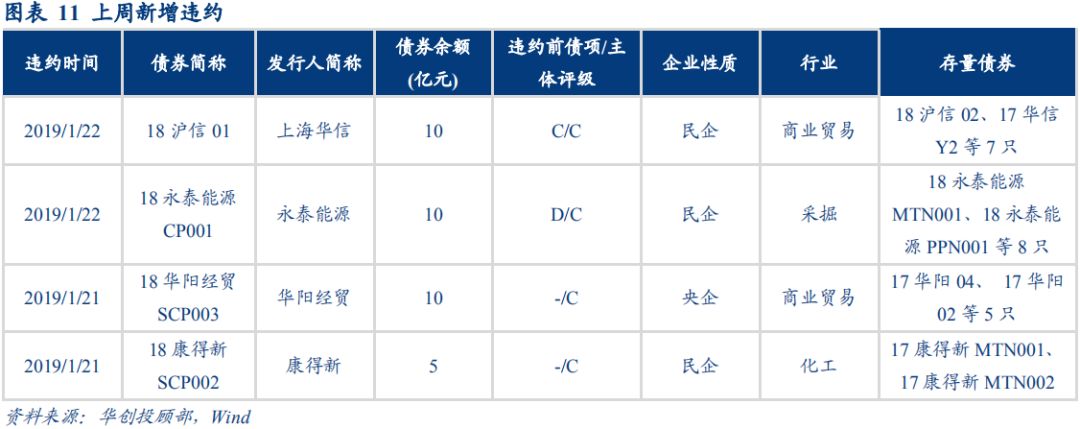 图表 11 上周新增违约
违约时间
债券简称
发行人简称
债券余额
(亿元)
违约前债项/主
体评级
企业性质
行业
存量债券
2019/1/22
18 沪信 01
上海华信
10
C/C
民企
商业贸易
18 沪信 02、17 华信
Y2 等 7 只
2019/1/22
18 永泰能源
CP001
永泰能源
10
D/C
民企
采掘
18 永泰能源
MTN001、18 永泰能
源 PPN001 等 8 只
2019/1/21
18 华阳经贸
SCP003
华阳经贸
10
-/C
央企
商业贸易
17 华阳 04、 17 华阳
02 等 5 只
2019/1/21
18 康得新
SCP002
康得新
5
-/C
民企
化工
17 康得新 MTN001、
17 康得新 MTN002
资料来源：华创投顾部，Wind